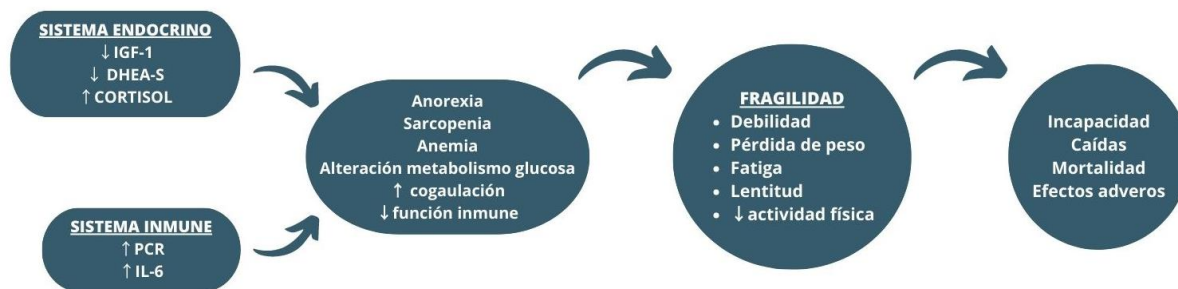 SISTEMA ENDOCRINO
↓ IGF-1
↓ DHEA-S
↑ CORTISOL
SISTEMA INMUNE
↑ PCR
↑ IL-6
Anorexia
Sarcopenia
Anemia
Alteración metabolismo glucosa
↑ cogaulación
↓ función inmune
FRAGILIDAD
• Debilidad
• Pérdida de peso
• Fatiga
• Lentitud
• ↓ actividad física
Incapacidad
Caídas
Mortalidad
Efectos adveros